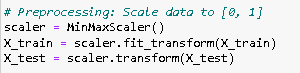 # Preprocessing: Scale data to [0, 1]
scaler = MinMaxScaler()
X_train = scaler.fit_transform(X_train)
X_test = scaler.transform(X_test)